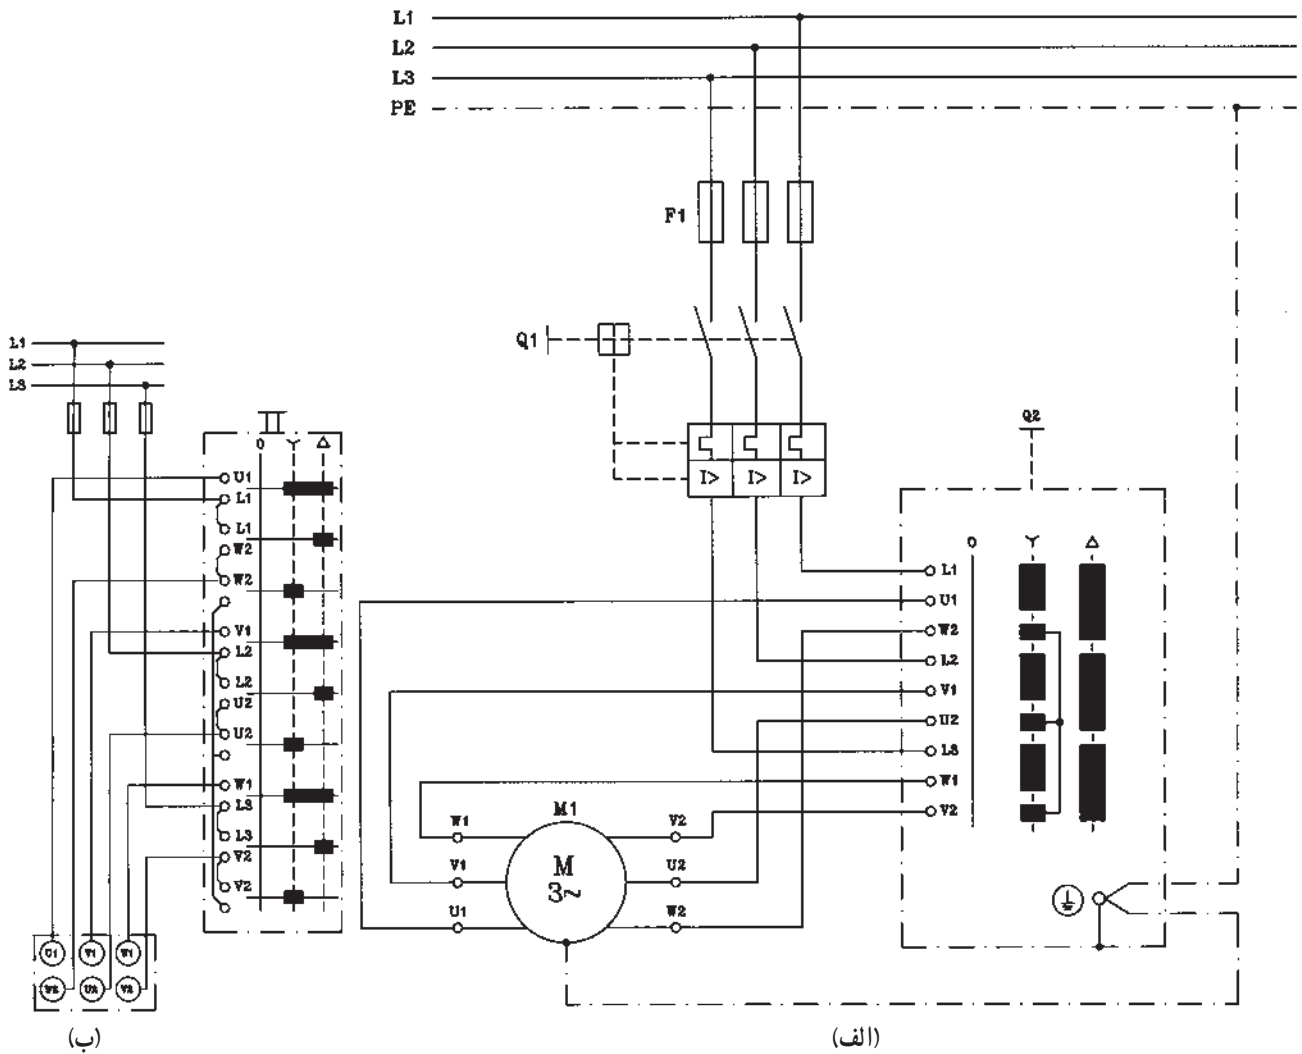 L1
L2
L3
PE
F1
Q1
I> I> I>
Q2
0 Y Δ
L1
U1
W2
L2
V1
U2
L3
W1
V2
M1
M
3~
W1
V1
U1
V2
U2
W2
(الف)
L1
L2
L3
II
0 Y Δ
U1
L1
L1
W2
W2
V1
L2
L2
U2
U2
W1
L3
L3
V2
V2
U1 V1 W1
W2 U2 V2
(ب)